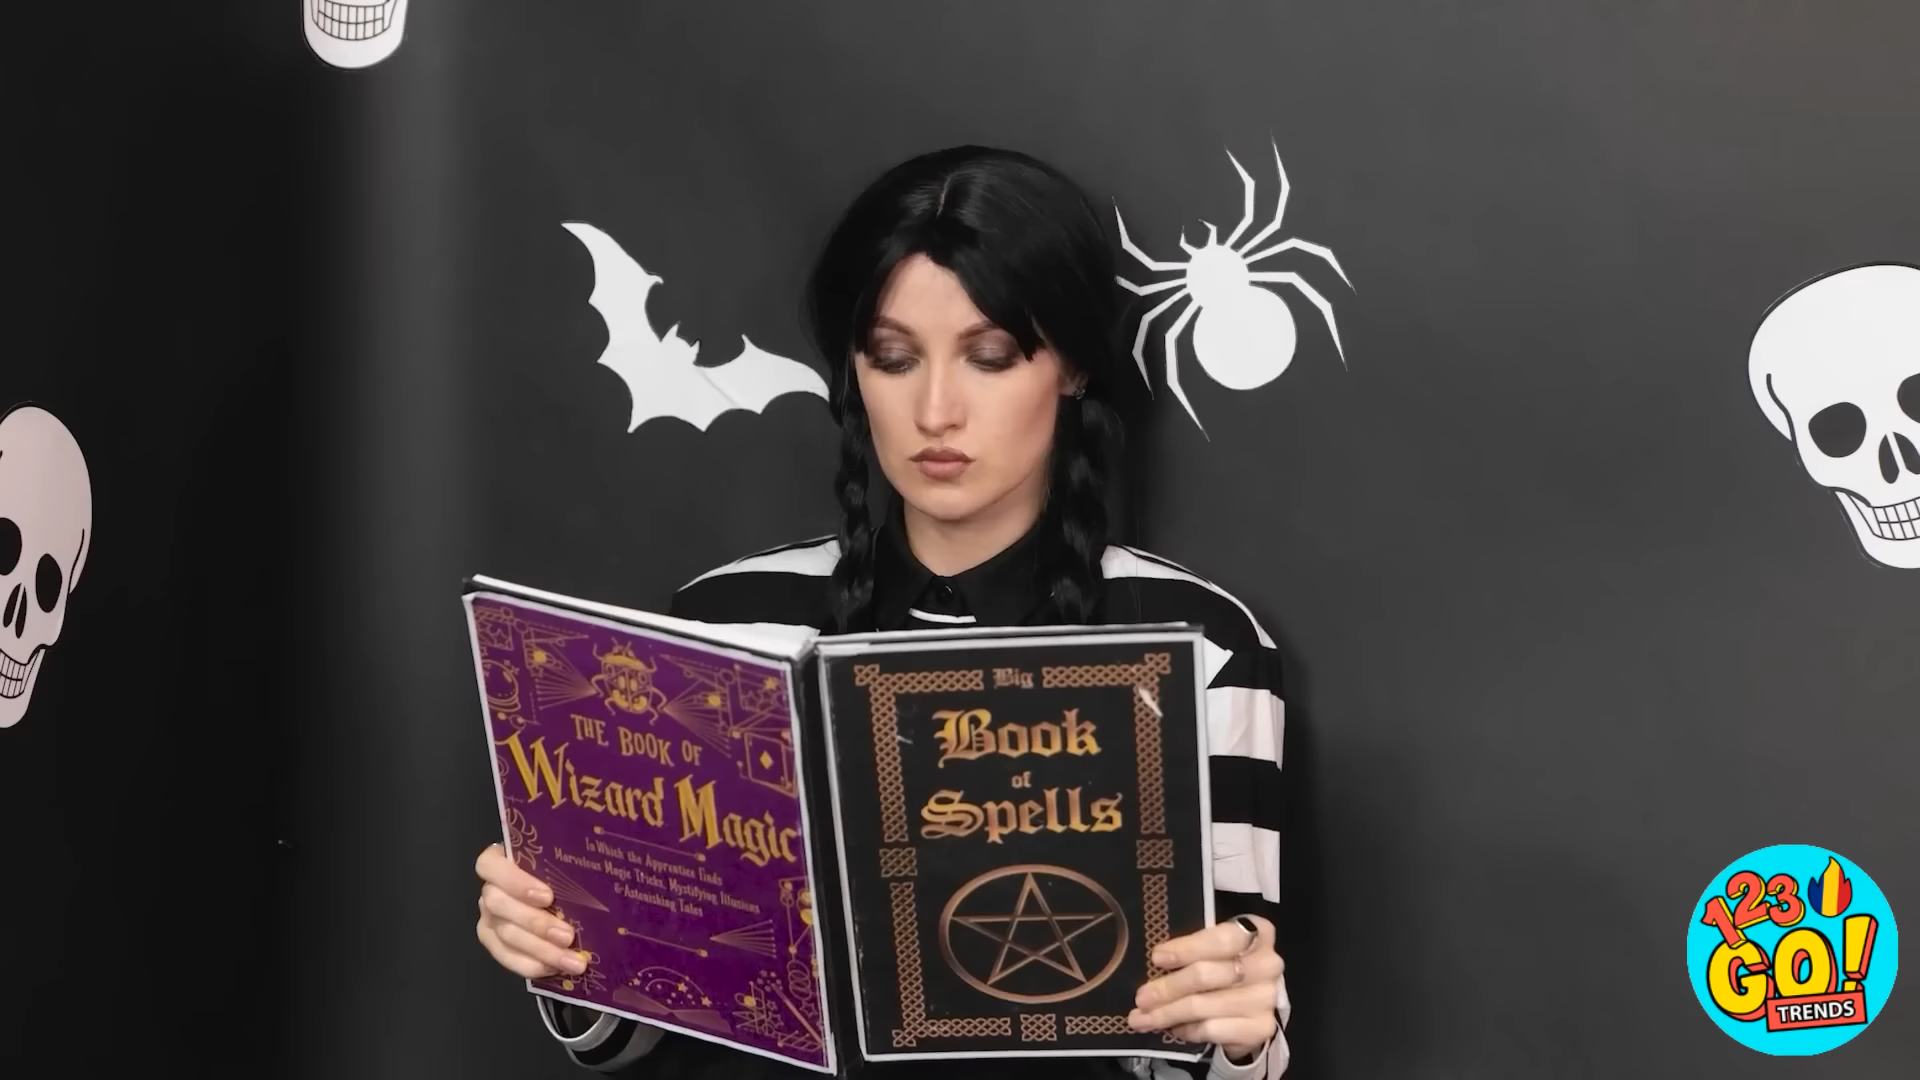 THE BOOK OF
Wizard Magic
In Which the Apprentice Finds
Marvelous Magic Tricks, Mystifying Illusions
& Astonishing Tales
Big
Book
of
Spells
123
GO!
TRENDS